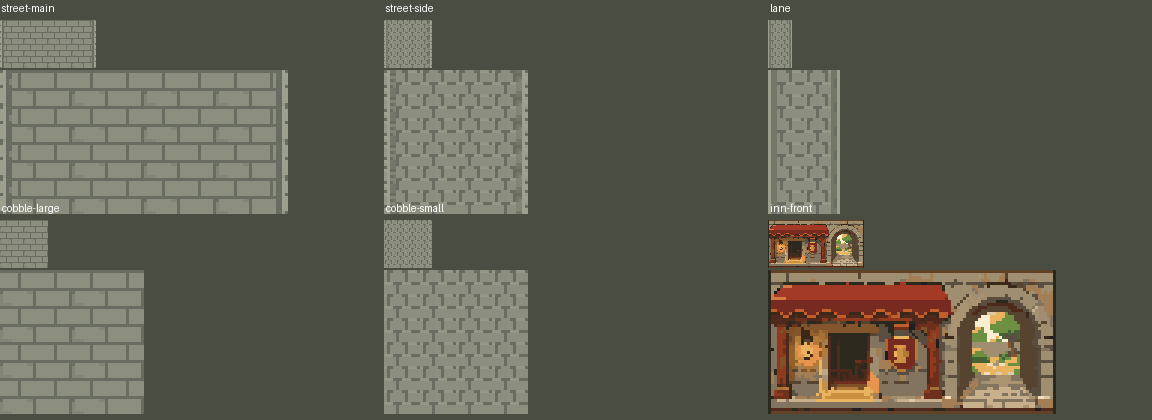 street-main
street-side
lane
cobble-large
cobble-small
inn-front